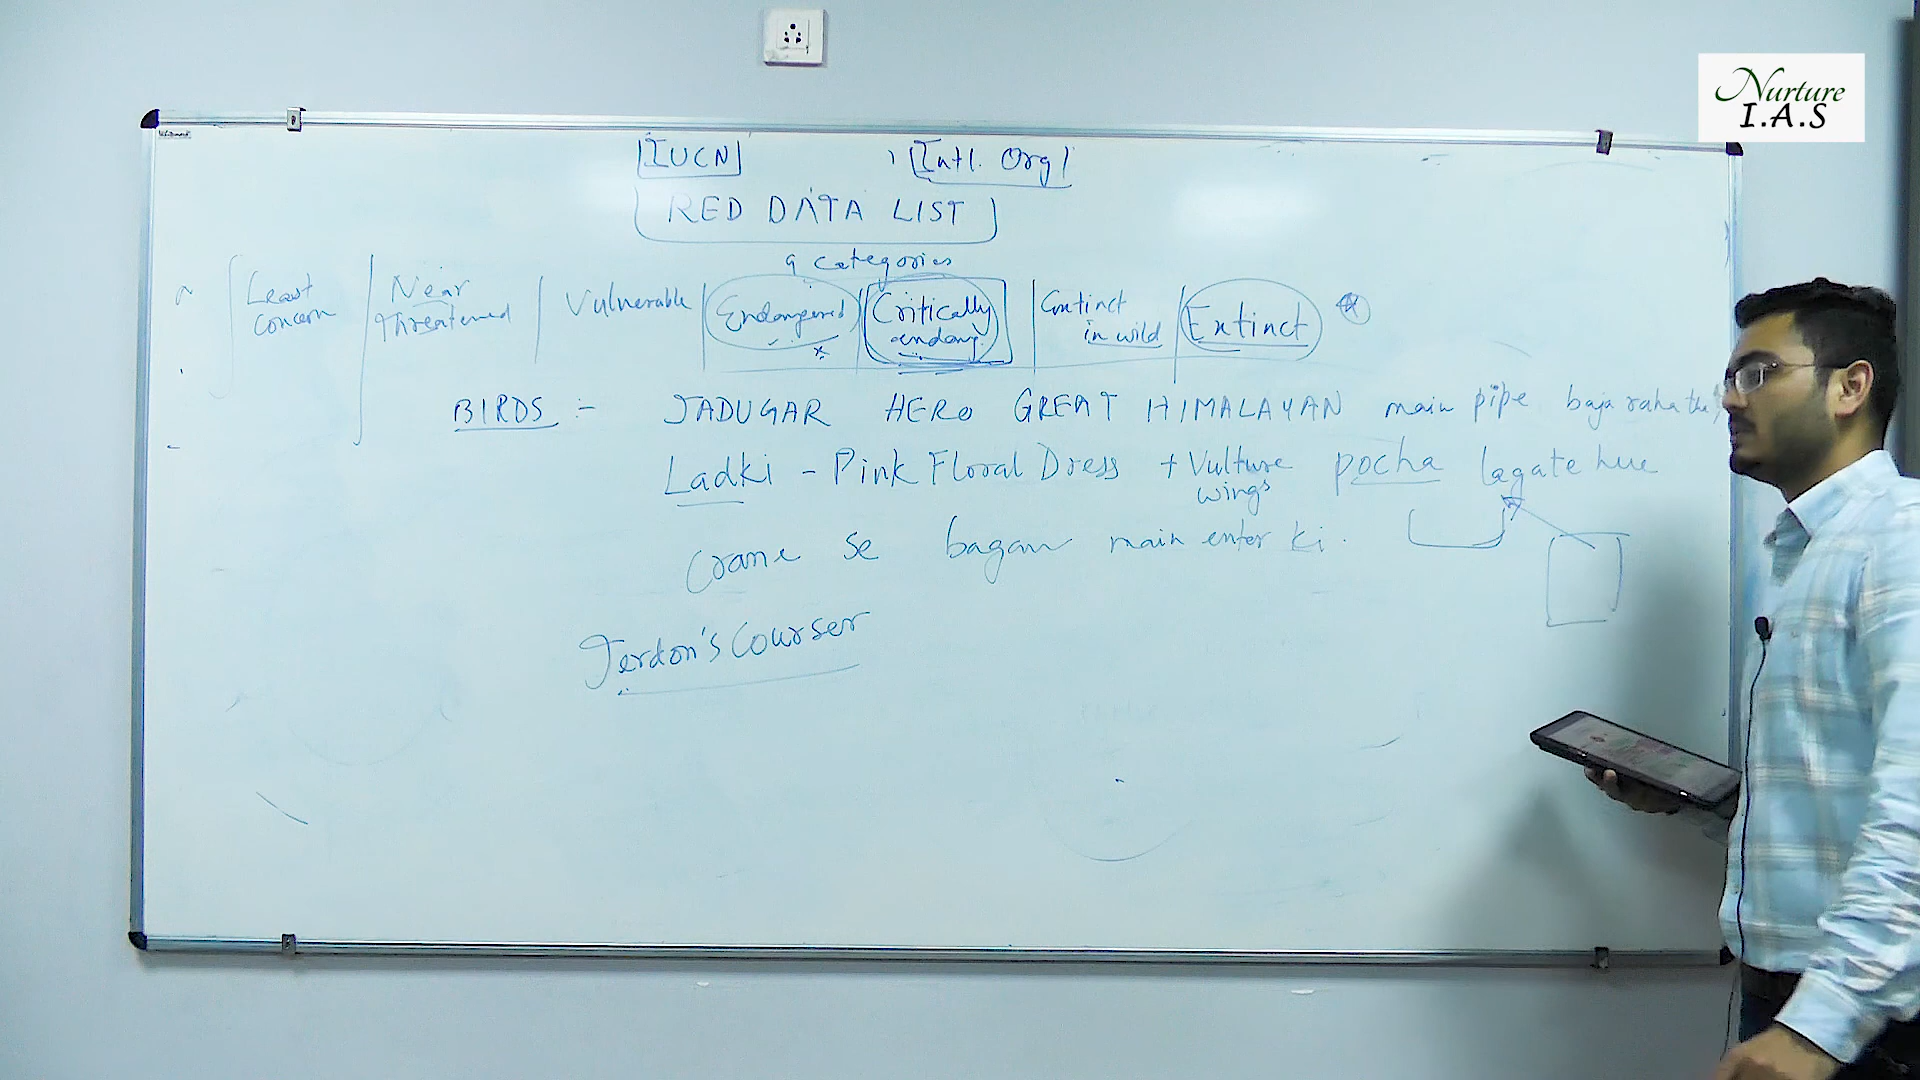 Nurture
I.A.S
IUCN Intl. Org
RED DATA LIST
9 categories
Least concern Near threatened Vulnerable Endangered Critically endang. Extinct in wild Extinct
BIRDS :- JADUGAR HERO GREAT HIMALAYAN main pipe baja raha tha
Ladki - Pink Floral Dress + Vulture wings pocha lagate hue
Crane se bagan main enter ki.
Jerdon's Courser